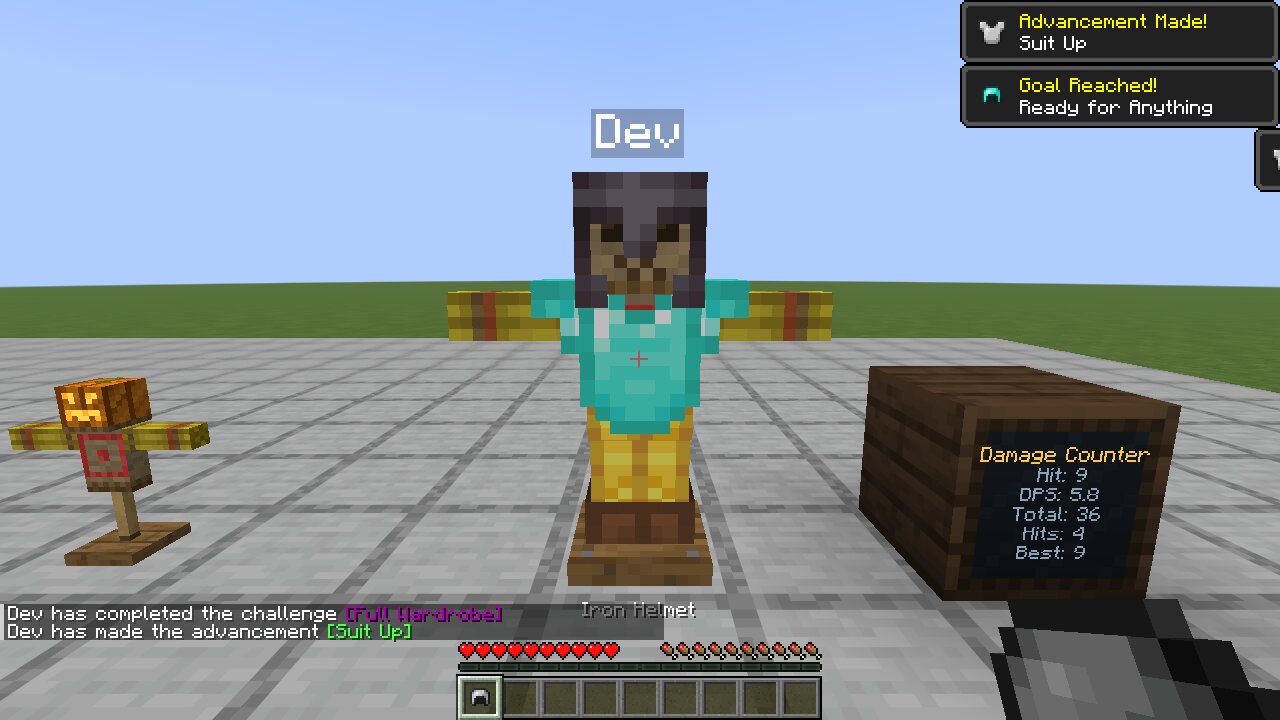 Advancement Made!
Suit Up
Goal Reached!
Ready for Anything
Dev
Damage Counter
Hit: 9
DPS: 5.8
Total: 36
Hits: 4
Best: 9
Dev has completed the challenge [Full Wardrobe]
Dev has made the advancement [Suit Up]
Iron Helmet